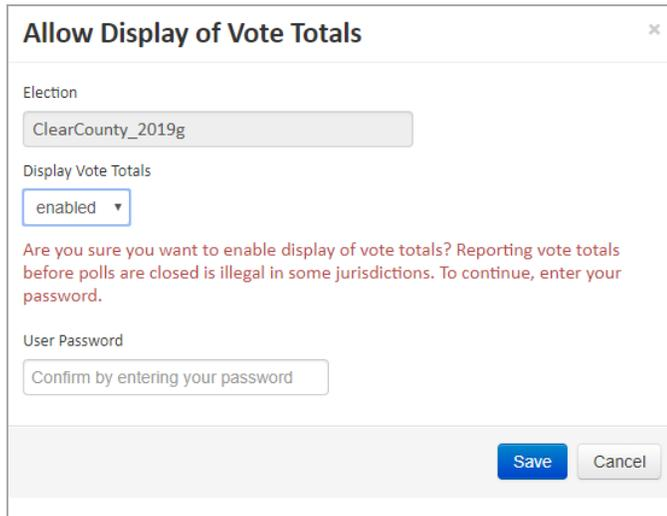 Allow Display of Vote Totals
×
Election
ClearCounty_2019g
Display Vote Totals
enabled ▼
Are you sure you want to enable display of vote totals? Reporting vote totals
before polls are closed is illegal in some jurisdictions. To continue, enter your
password.
User Password
Confirm by entering your password
Save Cancel